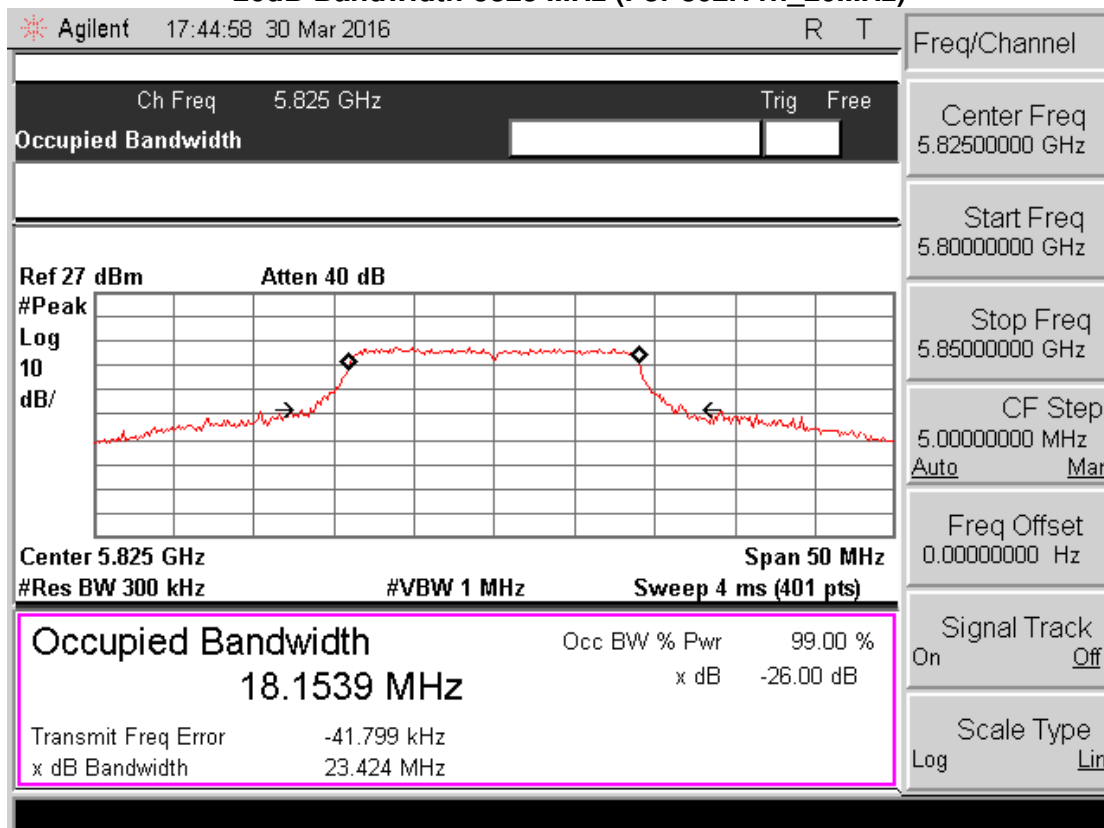 Agilent 17:44:58 30 Mar 2016 R T
Freq/Channel
Ch Freq 5.825 GHz Trig Free
Occupied Bandwidth
Center Freq
5.82500000 GHz
Start Freq
5.80000000 GHz
Stop Freq
5.85000000 GHz
CF Step
5.00000000 MHz
Auto Man
Freq Offset
0.00000000 Hz
Signal Track
On Off
Scale Type
Log Lin
Ref 27 dBm Atten 40 dB
#Peak
Log
10
dB/
Center 5.825 GHz Span 50 MHz
#Res BW 300 kHz #VBW 1 MHz Sweep 4 ms (401 pts)
Occupied Bandwidth
18.1539 MHz
Occ BW % Pwr 99.00 %
x dB -26.00 dB
Transmit Freq Error -41.799 kHz
x dB Bandwidth 23.424 MHz